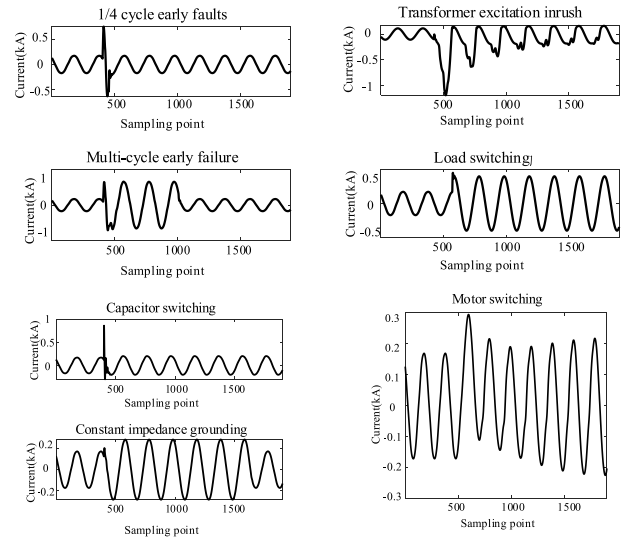 1/4 cycle early faults
Current(kA)
0.5
0
-0.5
500
1000
1500
Sampling point
Transformer excitation inrush
Current(kA)
0
-1
500
1000
1500
Sampling point
Multi-cycle early failure
Current(kA)
1
0
-1
500
1000
1500
Sampling point
Load switching
Current(kA)
0.5
0
-0.5
500
1000
1500
Sampling point
Capacitor switching
Current(kA)
1
0.5
0
500
1000
1500
Sampling point
Constant impedance grounding
Current(kA)
0.2
0
-0.2
500
1000
1500
Sampling point
Motor switching
Current(kA)
0.3
0.2
0.1
0
-0.1
-0.2
-0.3
500
1000
1500
Sampling point